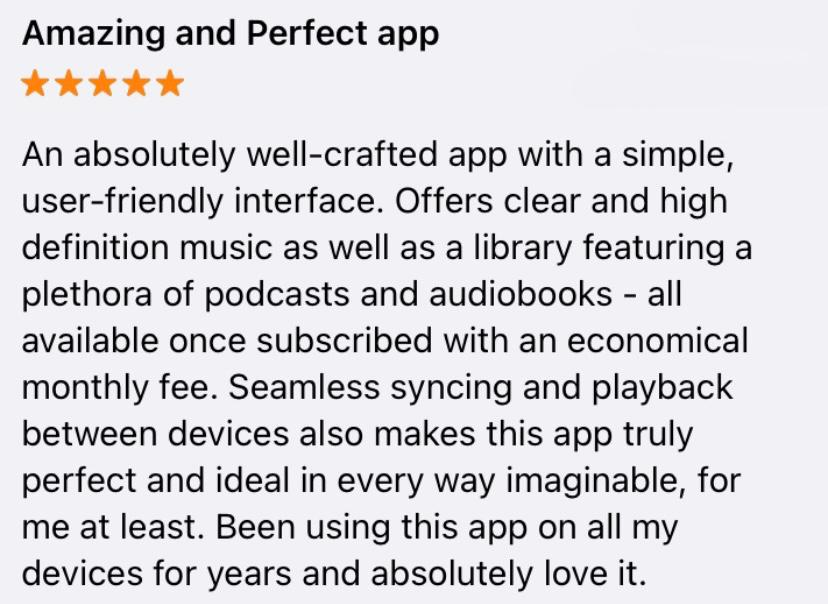 Amazing and Perfect app
An absolutely well-crafted app with a simple,
user-friendly interface. Offers clear and high
definition music as well as a library featuring a
plethora of podcasts and audiobooks - all
available once subscribed with an economical
monthly fee. Seamless syncing and playback
between devices also makes this app truly
perfect and ideal in every way imaginable, for
me at least. Been using this app on all my
devices for years and absolutely love it.